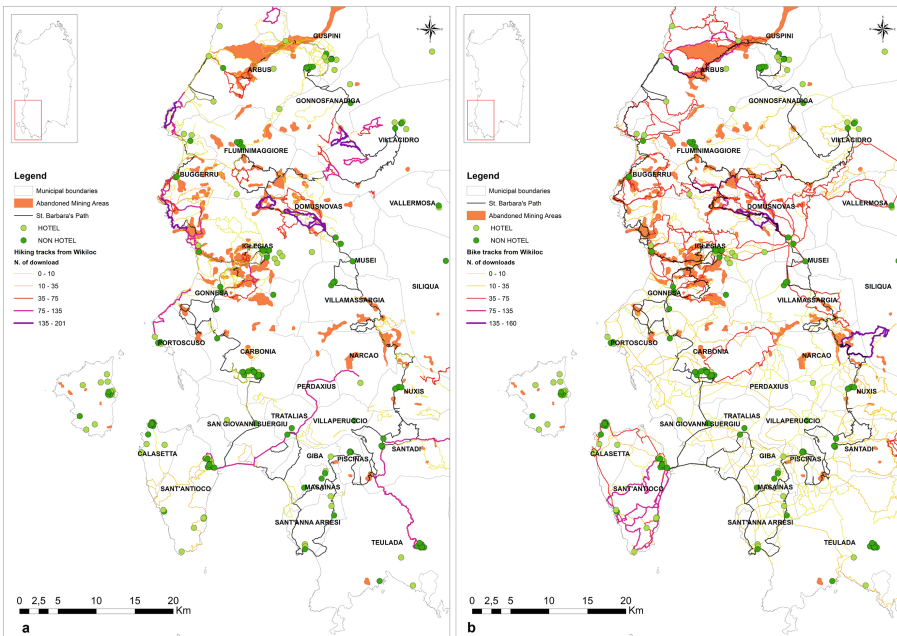 GUSPINI
ARBUS
GONNOSFANADIGA
VILLACIDRO
FLUMINIMAGGIORE
BUGGERRU
DOMUSNOVAS
VALLERMOSA
IGLESIAS
MUSEI
SILIQUA
GONNESA
VILLAMASSARGIA
PORTOSCUSO
CARBONIA
NARCAO
PERDAXIUS
NUXIS
SAN GIOVANNI SUERGIU
TRATALIAS
VILLAPERUCCIO
CALASETTA
SANTADI
GIBA
PISCINAS
SANT'ANTIOCO
MASAINAS
SANT'ANNA ARRESI
TEULADA
Legend
Municipal boundaries
Abandoned Mining Areas
St. Barbara's Path
HOTEL
NON HOTEL
Hiking tracks from Wikiloc
N. of download
0 - 10
10 - 35
35 - 75
75 - 135
135 - 201
0 2,5 5 10 15 20
Km
a
GUSPINI
ARBUS
GONNOSFANADIGA
VILLACIDRO
FLUMINIMAGGIORE
BUGGERRU
DOMUSNOVAS
VALLERMOSA
IGLESIAS
MUSEI
SILIQUA
GONNESA
VILLAMASSARGIA
PORTOSCUSO
CARBONIA
NARCAO
PERDAXIUS
NUXIS
SAN GIOVANNI SUERGIU
TRATALIAS
VILLAPERUCCIO
CALASETTA
SANTADI
GIBA
PISCINAS
SANT'ANTIOCO
MASAINAS
SANT'ANNA ARRESI
TEULADA
Legend
Municipal boundaries
Abandoned Mining Areas
St. Barbara's Path
HOTEL
NON HOTEL
Bike tracks from Wikiloc
N. of downloads
0 - 10
10 - 35
35 - 75
75 - 135
135 - 160
0 2,5 5 10 15 20
Km
b